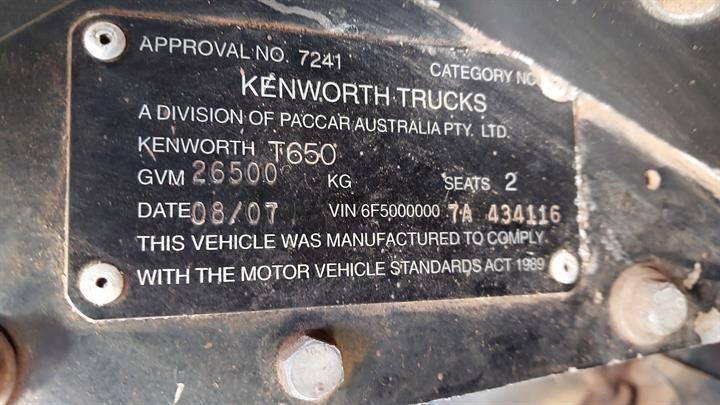 APPROVAL NO. 7241
CATEGORY NC
KENWORTH TRUCKS
A DIVISION OF PACCAR AUSTRALIA PTY. LTD.
KENWORTH T650
GVM 26500 KG SEATS 2
DATE 08/07 VIN 6F5000000 7A 434116
THIS VEHICLE WAS MANUFACTURED TO COMPLY
WITH THE MOTOR VEHICLE STANDARDS ACT 1989